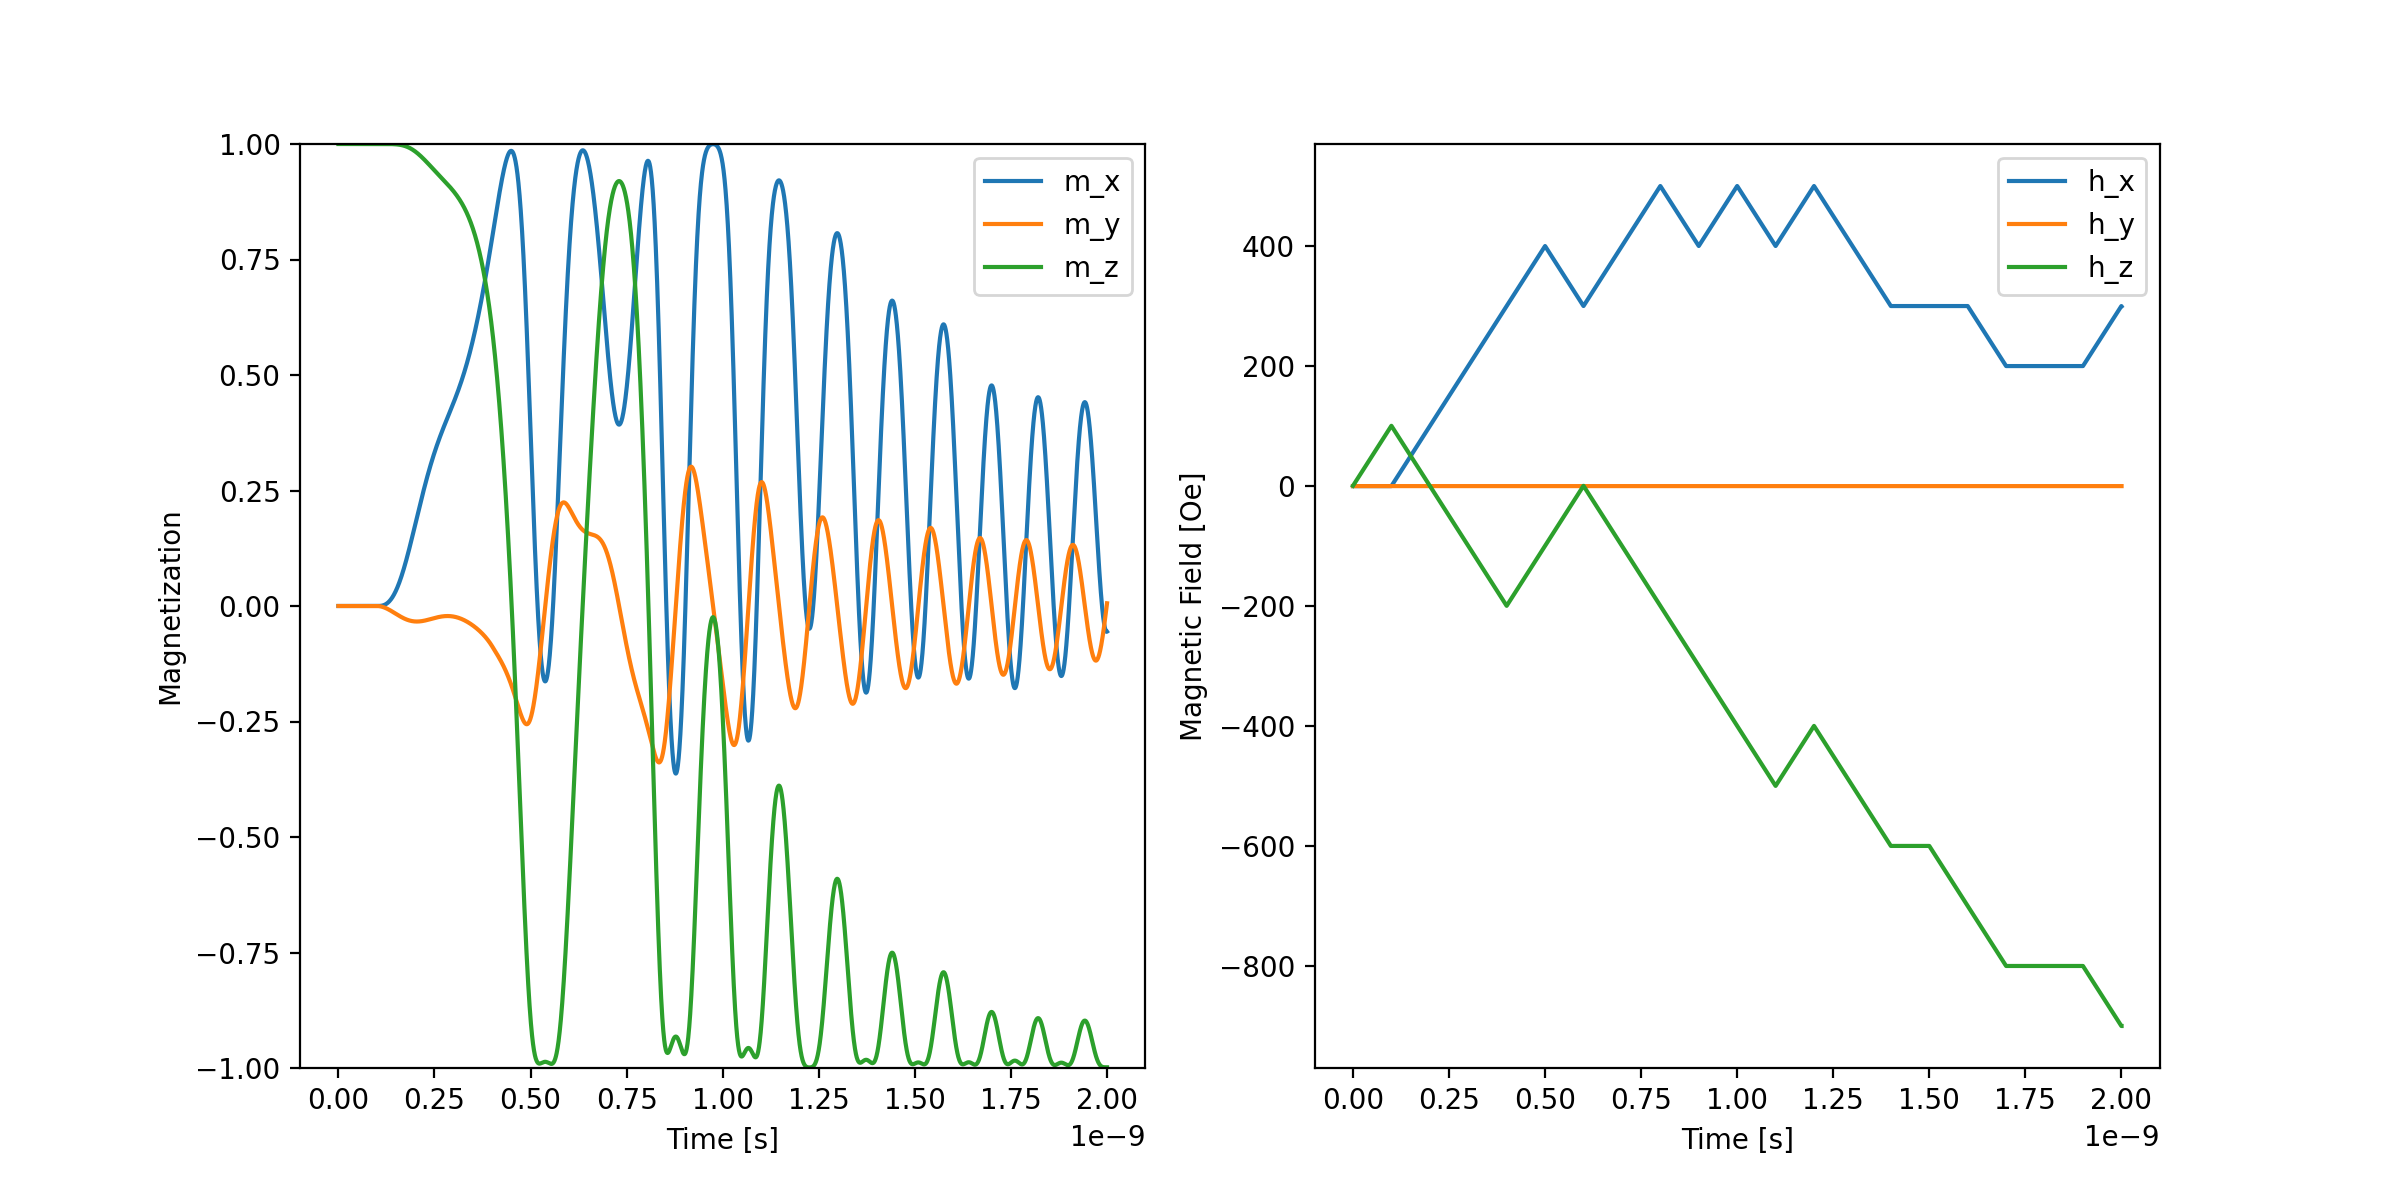 1.00
0.75
0.50
0.25
0.00
−0.25
−0.50
−0.75
−1.00
Magnetization
0.00 0.25 0.50 0.75 1.00 1.25 1.50 1.75 2.00
Time [s]
1e−9
m_x
m_y
m_z
400
200
0
−200
−400
−600
−800
Magnetic Field [Oe]
0.00 0.25 0.50 0.75 1.00 1.25 1.50 1.75 2.00
Time [s]
1e−9
h_x
h_y
h_z